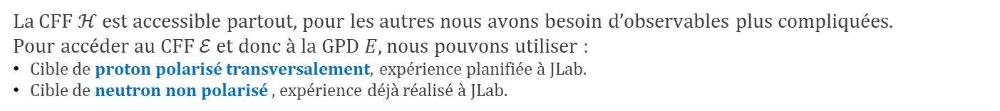 La CFF ℋ est accessible partout, pour les autres nous avons besoin d’observables plus compliquées.
Pour accéder au CFF ℰ et donc à la GPD 𝐸, nous pouvons utiliser :
• Cible de proton polarisé transversalement, expérience planifiée à JLab.
• Cible de neutron non polarisé , expérience déjà réalisé à JLab.